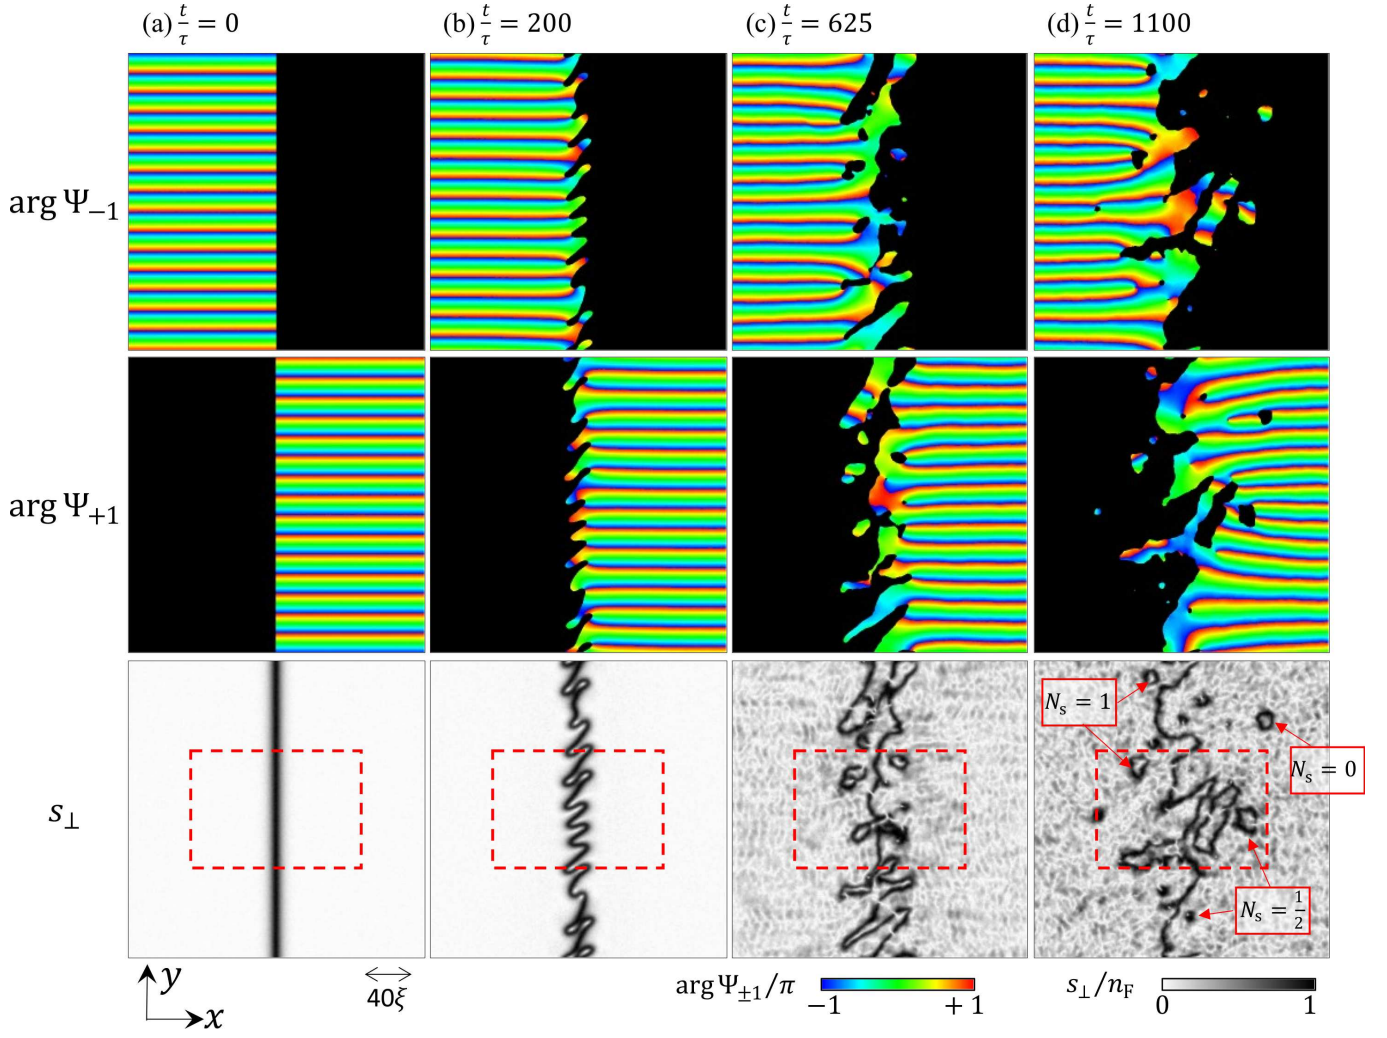 (a) t/τ = 0
(b) t/τ = 200
(c) t/τ = 625
(d) t/τ = 1100
arg Ψ₋₁
arg Ψ₊₁
s⊥
Nₛ = 1
Nₛ = 0
Nₛ = 1/2
y
x
40ξ
arg Ψ±₁/π
−1
+1
s⊥/n_F
0
1